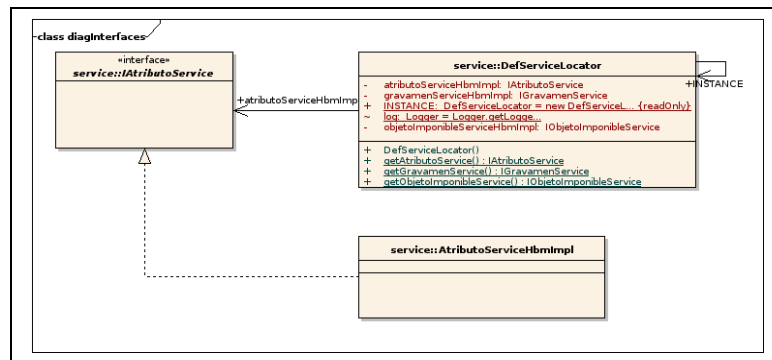 class diagInterfaces
«interface»
service::IAtributoService
+atributoServiceHbmImp
service::DefServiceLocator
- atributoServiceHbmImpl: IAtributoService
- gravamenServiceHbmImpl: IGravamenService
+ INSTANCE: DefServiceLocator = new DefServiceL... {readOnly}
~ log: Logger = Logger.getLogge...
- objetoImponibleServiceHbmImpl: IObjetoImponibleService
+ DefServiceLocator()
+ getAtributoService() : IAtributoService
+ getGravamenService() : IGravamenService
+ getObjetoImponibleService() : IObjetoImponibleService
+INSTANCE
service::AtributoServiceHbmImpl